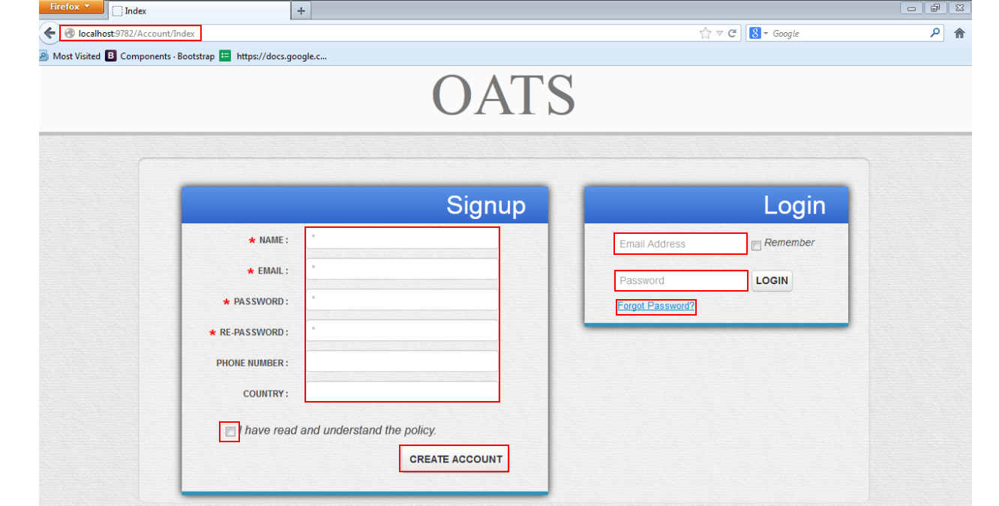 Firefox
Index
localhost:9782/Account/Index
Google
Most Visited B Components · Bootstrap https://docs.google.c...
OATS
Signup
* NAME :
*
* EMAIL :
*
* PASSWORD :
*
* RE-PASSWORD :
*
PHONE NUMBER :
COUNTRY :
I have read and understand the policy.
CREATE ACCOUNT
Login
Email Address
Remember
Password
LOGIN
Forgot Password?